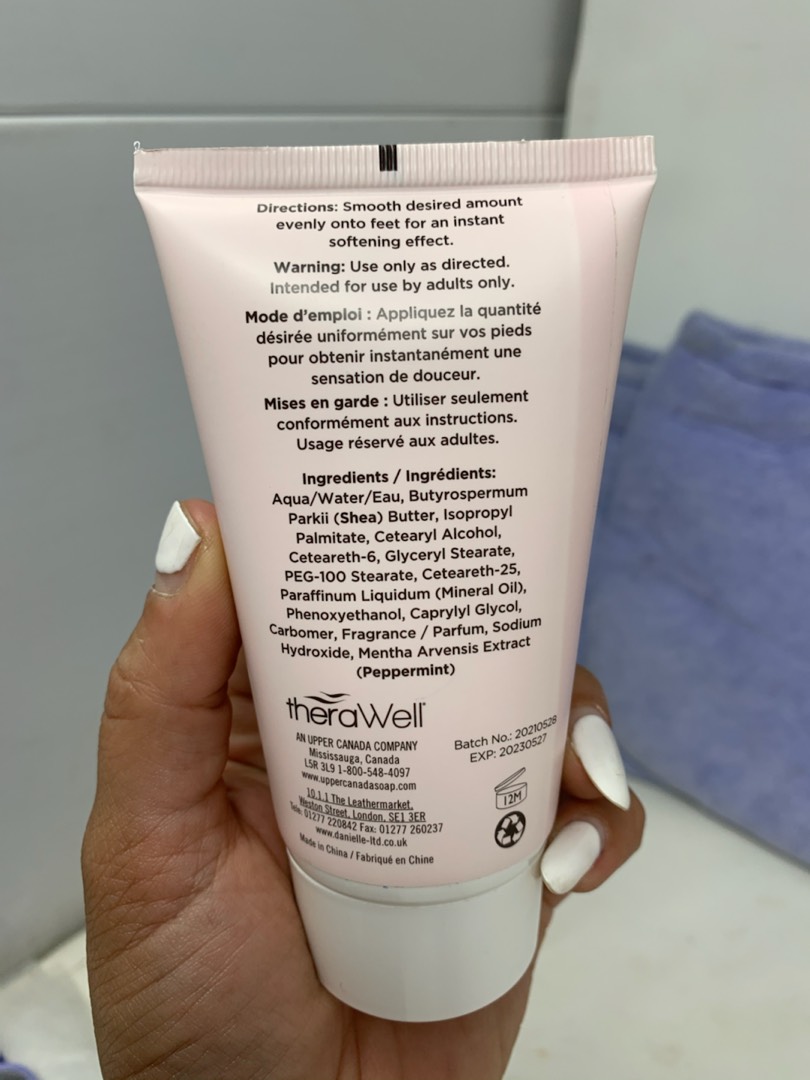 Directions: Smooth desired amount
evenly onto feet for an instant
softening effect.
Warning: Use only as directed.
Intended for use by adults only.
Mode d'emploi : Appliquez la quantité
désirée uniformément sur vos pieds
pour obtenir instantanément une
sensation de douceur.
Mises en garde : Utiliser seulement
conformément aux instructions.
Usage réservé aux adultes.
Ingredients / Ingrédients:
Aqua/Water/Eau, Butyrospermum
Parkii (Shea) Butter, Isopropyl
Palmitate, Cetearyl Alcohol,
Ceteareth-6, Glyceryl Stearate,
PEG-100 Stearate, Ceteareth-25,
Paraffinum Liquidum (Mineral Oil),
Phenoxyethanol, Caprylyl Glycol,
Carbomer, Fragrance / Parfum, Sodium
Hydroxide, Mentha Arvensis Extract
(Peppermint)
theraWell
AN UPPER CANADA COMPANY
Mississauga, Canada
L5R 3L9 1-800-548-4097
www.uppercanadasoap.com
10.1.1 The Leathermarket,
Weston Street, London, SE1 3ER
Tele: 01277 220842 Fax: 01277 260237
www.danielle-ltd.co.uk
Made in China / Fabriqué en Chine
Batch No.: 20210528
EXP: 20230527
12M